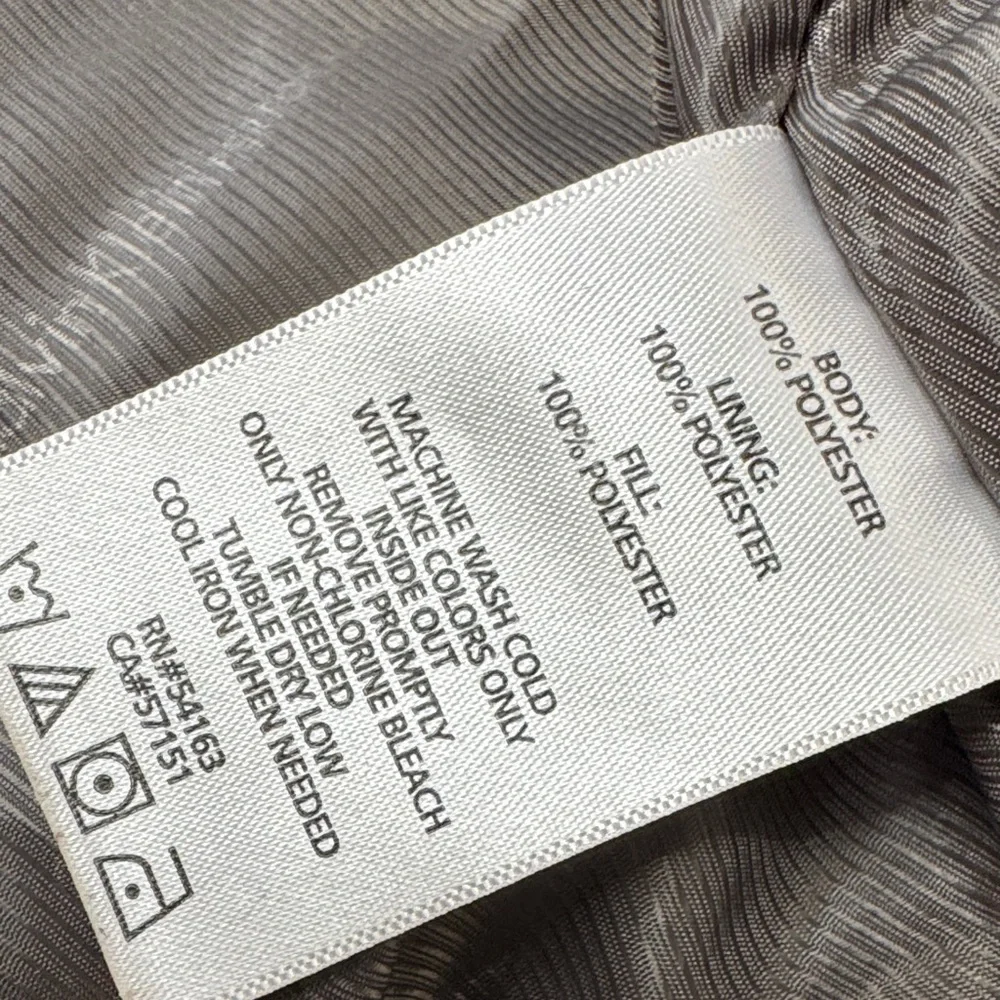 BODY:
100% POLYESTER
LINING:
100% POLYESTER
FILL:
100% POLYESTER
MACHINE WASH COLD
WITH LIKE COLORS ONLY
INSIDE OUT
REMOVE PROMPTLY
ONLY NON-CHLORINE BLEACH
IF NEEDED
TUMBLE DRY LOW
COOL IRON WHEN NEEDED
RN#54163
CA#57151